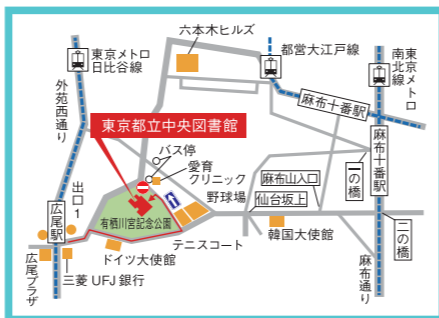 六本木ヒルズ
東京メトロ
日比谷線
都営大江戸線
東京メトロ
南北線
外苑西通り
麻布十番駅
東京都立中央図書館
バス停
愛育
クリニック
麻布十番駅
一の橋
麻布山入口
野球場
仙台坂上
出口1
有栖川宮記念公園
広尾駅
テニスコート
韓国大使館
二の橋
ドイツ大使館
麻布通り
広尾プラザ
三菱UFJ銀行